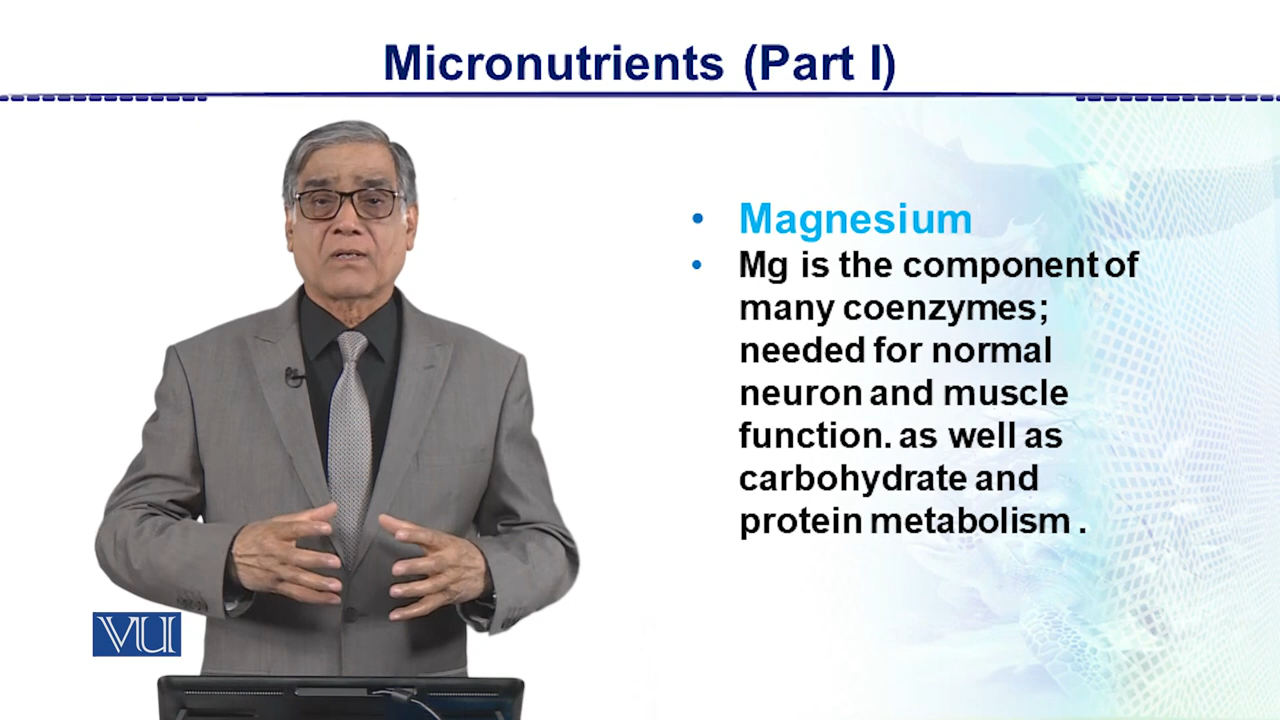 Micronutrients (Part I)
• Magnesium
• Mg is the component of
many coenzymes;
needed for normal
neuron and muscle
function. as well as
carbohydrate and
protein metabolism .
VU